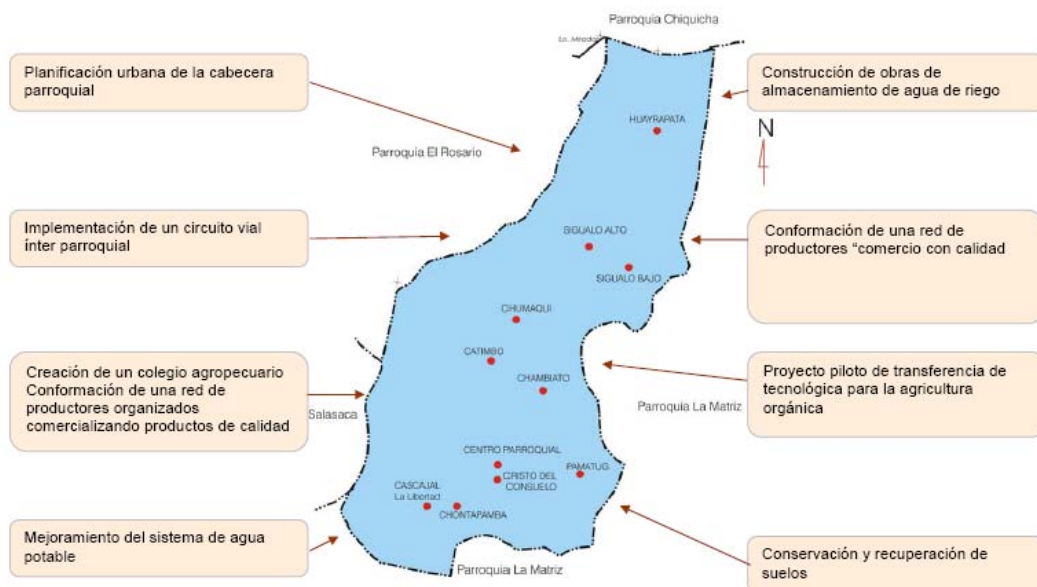 Parroquia Chiquicha
Planificación urbana de la cabecera
parroquial
Construcción de obras de
almacenamiento de agua de riego
N
HUAYRAPATA
Parroquia El Rosario
Implementación de un circuito vial
ínter parroquial
SIGUALO ALTO
SIGUALO BAJO
Conformación de una red de
productores “comercio con calidad
CHUMAQUI
CATIMBO
CHAMBIATO
Creación de un colegio agropecuario
Conformación de una red de
productores organizados
comercializando productos de calidad
Salasaca
Proyecto piloto de transferencia de
tecnológica para la agricultura
orgánica
Parroquia La Matriz
CENTRO PARROQUIAL
CRISTO DEL
CONSUELO
PAMATUG
CASCAJAL
La Libertad
CHONTAPAMBA
Mejoramiento del sistema de agua
potable
Parroquia La Matriz
Conservación y recuperación de
suelos